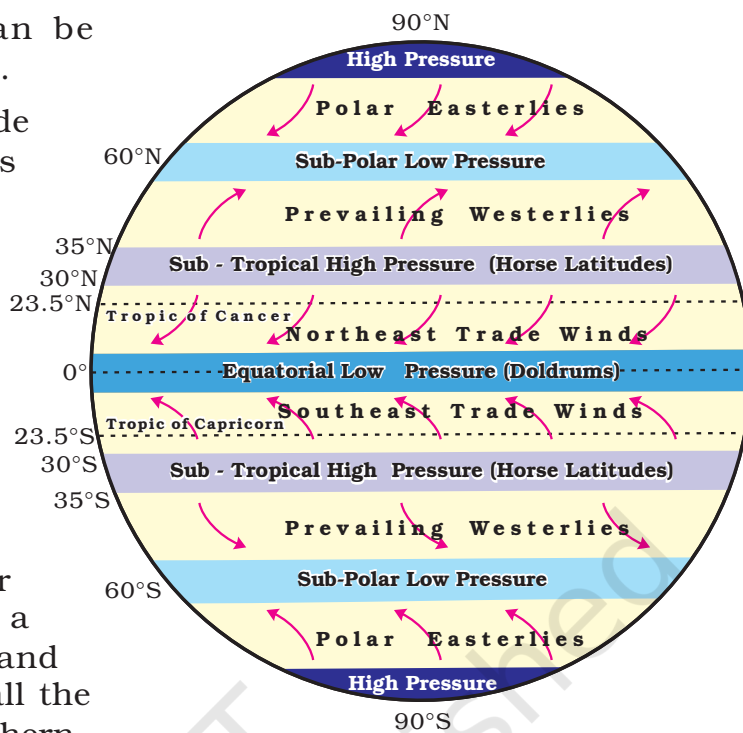 an be
90°N
.
High Pressure
de
Polar Easterlies
s
60°N
Sub-Polar Low Pressure
Prevailing Westerlies
35°N
Sub - Tropical High Pressure (Horse Latitudes)
30°N
23.5°N
Tropic of Cancer
Northeast Trade Winds
0°
Equatorial Low Pressure (Doldrums)
Southeast Trade Winds
Tropic of Capricorn
23.5°S
30°S
Sub - Tropical High Pressure (Horse Latitudes)
35°S
Prevailing Westerlies
60°S
Sub-Polar Low Pressure
r
a
Polar Easterlies
and
High Pressure
all the
90°S
hern